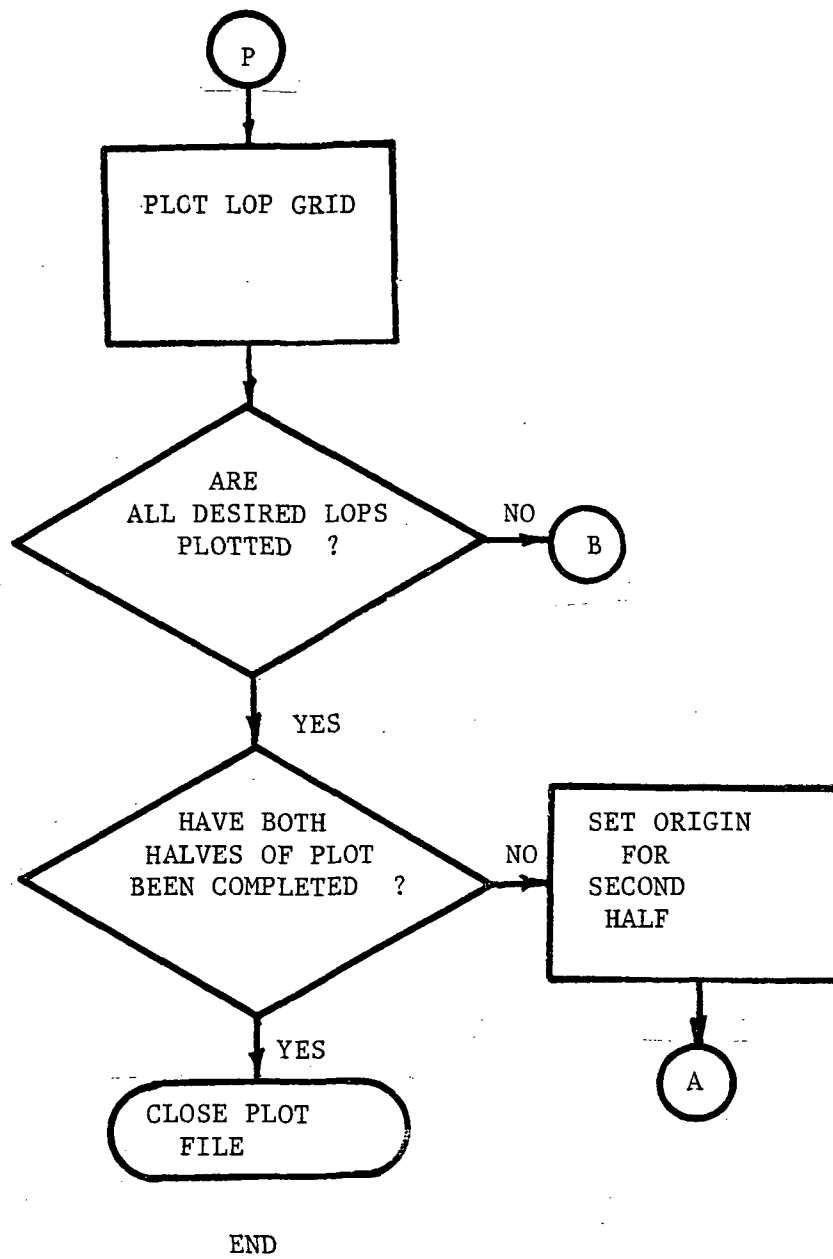 P
PLOT LOP GRID
ARE
ALL DESIRED LOPS
PLOTTED ?
NO
B
YES
HAVE BOTH
HALVES OF PLOT
BEEN COMPLETED ?
NO
SET ORIGIN
FOR
SECOND
HALF
YES
A
CLOSE PLOT
FILE
END